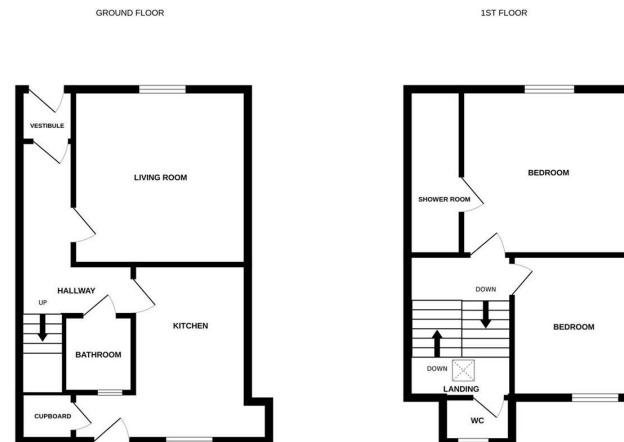 GROUND FLOOR
1ST FLOOR
VESTIBULE
LIVING ROOM
HALLWAY
UP
KITCHEN
BATHROOM
CUPBOARD
BEDROOM
SHOWER ROOM
DOWN
BEDROOM
DOWN
LANDING
WC